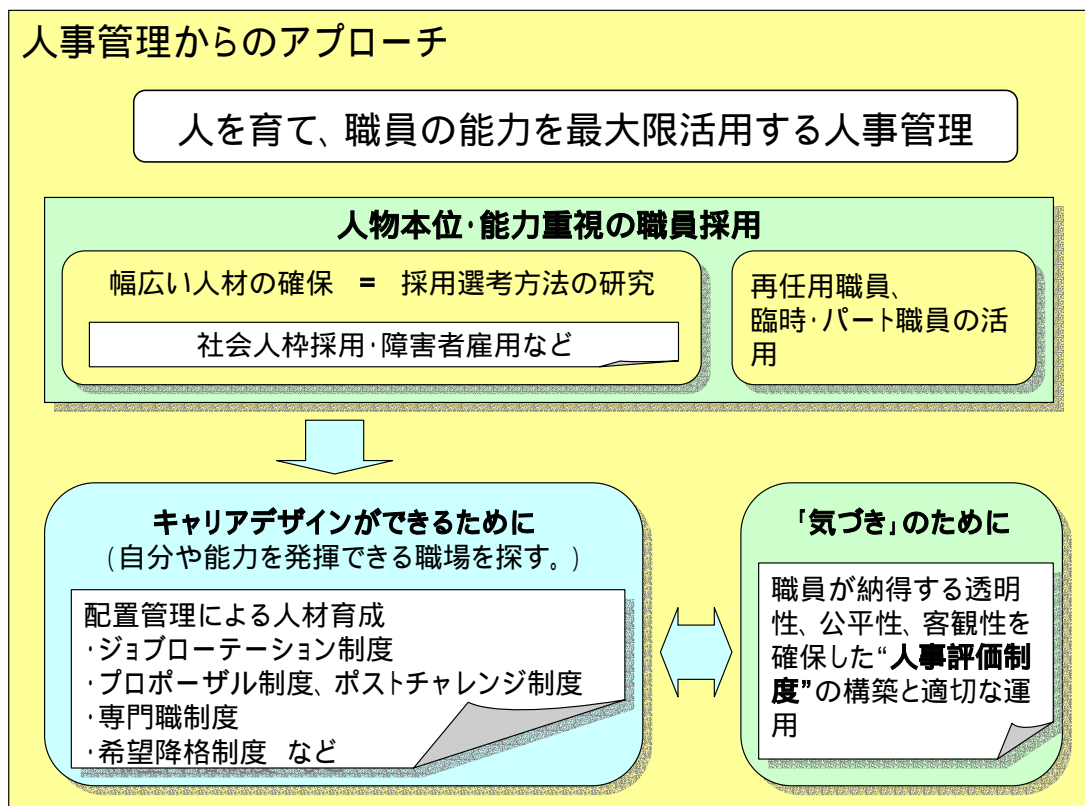 人事管理からのアプローチ
人を育て、職員の能力を最大限活用する人事管理
人物本位・能力重視の職員採用
幅広い人材の確保 = 採用選考方法の研究
社会人枠採用・障害者雇用など
再任用職員、
臨時・パート職員の活
用
キャリアデザインができるために
(自分や能力を発揮できる職場を探す。)
配置管理による人材育成
・ジョブローテーション制度
・プロポーザル制度、ポストチャレンジ制度
・専門職制度
・希望降格制度 など
「気づき」のために
職員が納得する透明
性、公平性、客観性を
確保した“人事評価制
度”の構築と適切な運
用